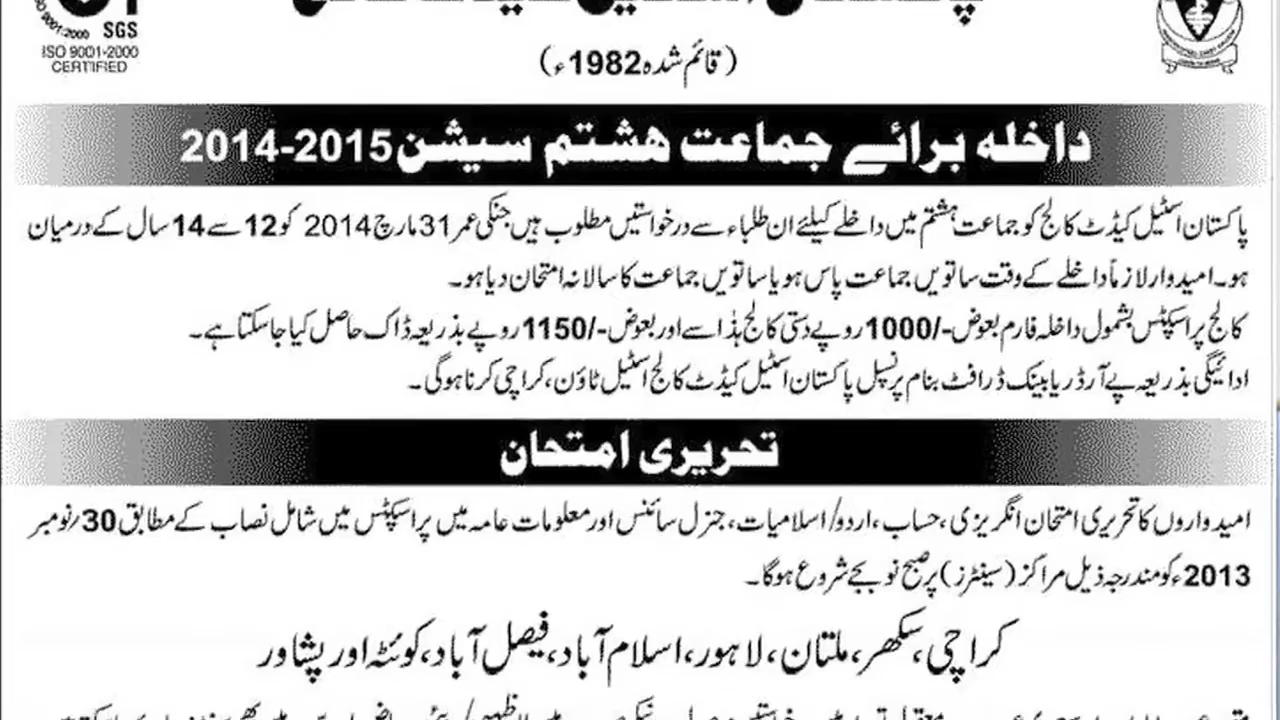 SGS
ISO 9001-2000
CERTIFIED
(قائم شدہ 1982ء)
داخلہ برائے جماعت ھشتم سیشن 2014-2015
پاکستان اسٹیل کیڈٹ کالج کو جماعت ہشتم میں داخلے کیلئے ان طلباء سے درخواستیں مطلوب ہیں جنکی عمر 31 مارچ 2014 کو 12 سے 14 سال کے درمیان
ہو۔ امیدوار لازماً داخلے کے وقت ساتویں جماعت پاس ہو یا ساتویں جماعت کا سالانہ امتحان دیا ہو۔
کالج پراسپکٹس بشمول داخلہ فارم بعوض -/1000 روپے دستی کالج ہذا سے اور بعوض -/1150 روپے بذریعہ ڈاک حاصل کیا جاسکتا ہے۔
ادائیگی بذریعہ پے آرڈر یا بینک ڈرافٹ بنام پرنسپل پاکستان اسٹیل کیڈٹ کالج اسٹیل ٹاؤن، کراچی کرنا ہوگی۔
تحریری امتحان
امیدواروں کا تحریری امتحان انگریزی، حساب، اردو/اسلامیات، جنرل سائنس اور معلومات عامہ میں پراسپکٹس میں شامل نصاب کے مطابق 30/نومبر
2013ء کو مندرجہ ذیل مراکز (سینٹرز) پر صبح نو بجے شروع ہوگا۔
کراچی، سکھر، ملتان، لاہور، اسلام آباد، فیصل آباد، کوئٹہ اور پشاور